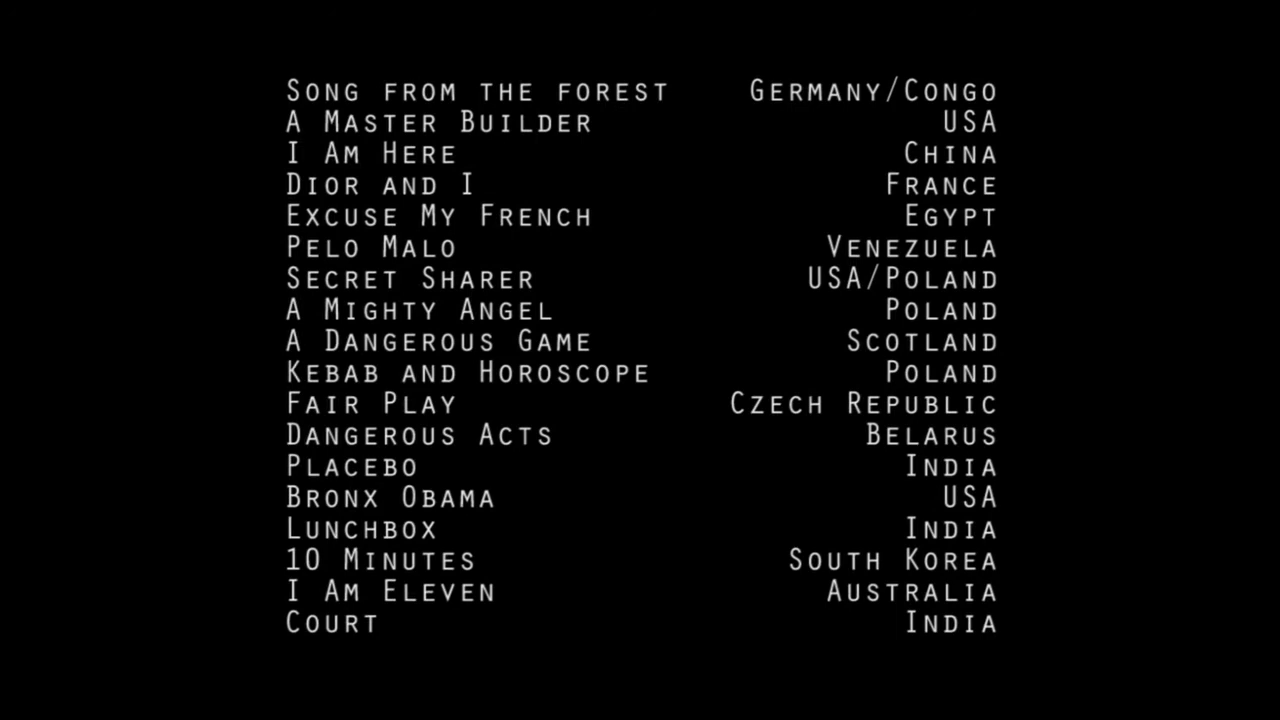 Song from the forest Germany/Congo
A Master Builder USA
I Am Here China
Dior and I France
Excuse My French Egypt
Pelo Malo Venezuela
Secret Sharer USA/Poland
A Mighty Angel Poland
A Dangerous Game Scotland
Kebab and Horoscope Poland
Fair Play Czech Republic
Dangerous Acts Belarus
Placebo India
Bronx Obama USA
Lunchbox India
10 Minutes South Korea
I Am Eleven Australia
Court India